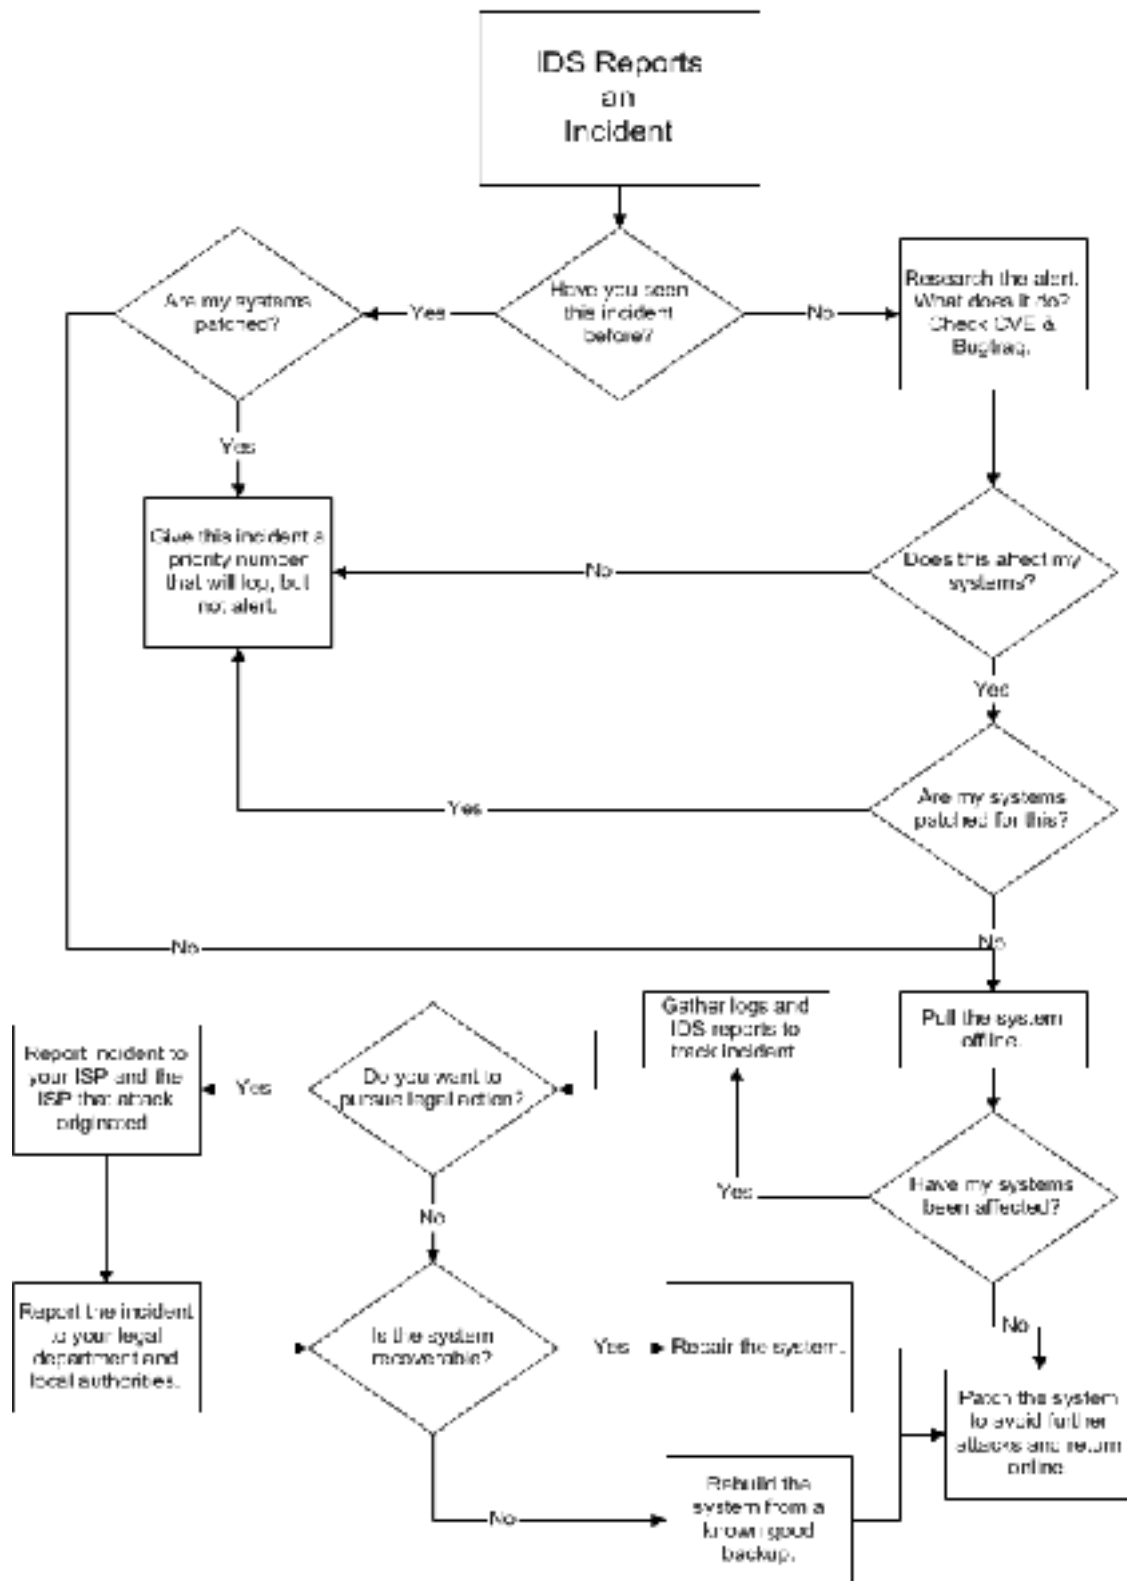 IDS Reports
an
Incident
Are my systems
patched?
Yes
Have you seen
this incident
before?
No
Research the alert.
What does it do?
Check CVE &
Bugtraq.
Yes
Give this incident a
priority number
that will log, but
not alert.
No
Does this affect my
systems?
Yes
Yes
Are my systems
patched for this?
No
No
Report incident to
your ISP and the
ISP that attack
originated
Yes
Do you want to
pursue legal action?
Gather logs and
IDS reports to
track incident
Pull the system
offline.
Yes
Have my systems
been affected?
No
No
Report the incident
to your legal
department and
local authorities.
Is the system
recoverable?
Yes
Repair the system.
Patch the system
to avoid further
attacks and return
online.
No
Rebuild the
system from a
known good
backup.